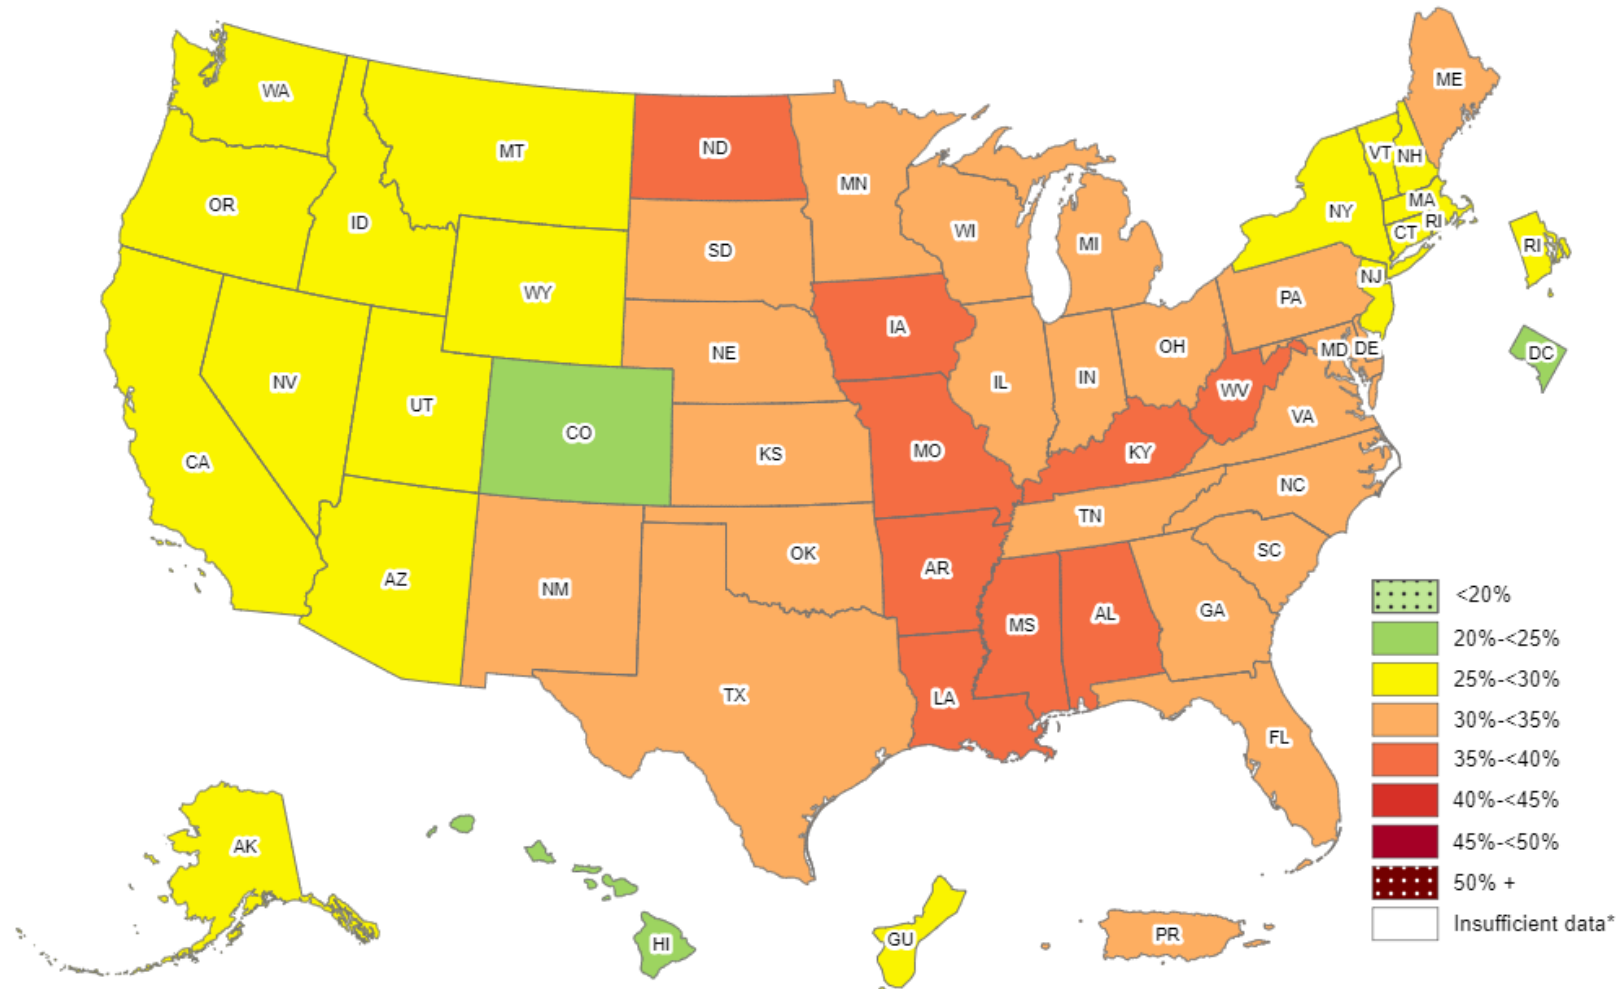 WA
MT
ND
ME
OR
ID
MN
VT
NH
SD
WI
MI
NY
MA
RI
CT
RI
WY
NJ
PA
IA
NE
OH
MD
DE
DC
NV
UT
CO
IL
IN
WV
VA
CA
KS
MO
KY
NC
TN
AZ
NM
OK
AR
SC
MS
AL
GA
TX
LA
FL
AK
HI
GU
PR
<20%
20%-<25%
25%-<30%
30%-<35%
35%-<40%
40%-<45%
45%-<50%
50% +
Insufficient data*